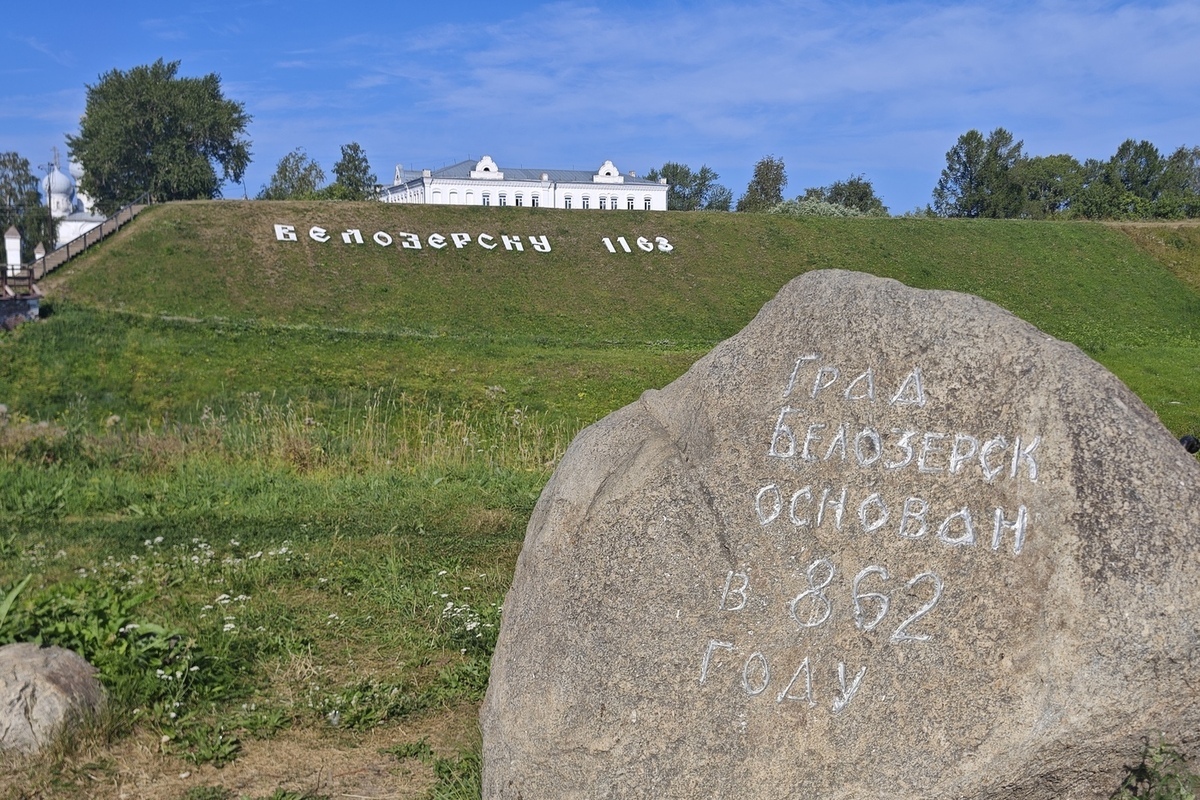 Белозерску 1163
Град
Белозерск
основан
в 862
году